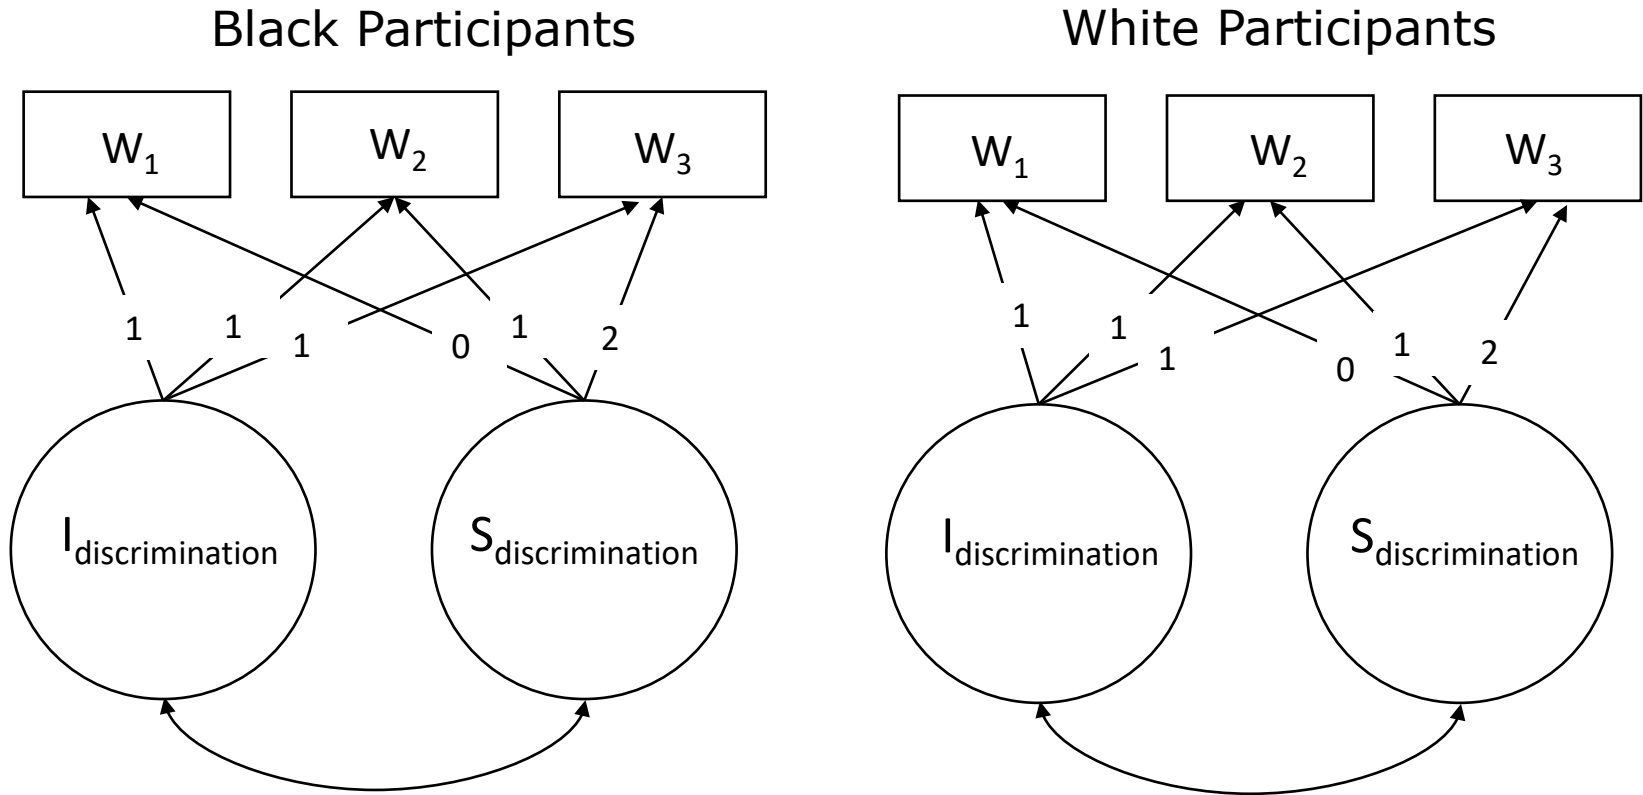 Black Participants
W1
W2
W3
1
1
1
0
1
2
Idiscrimination
Sdiscrimination
White Participants
W1
W2
W3
1
1
1
0
1
2
Idiscrimination
Sdiscrimination